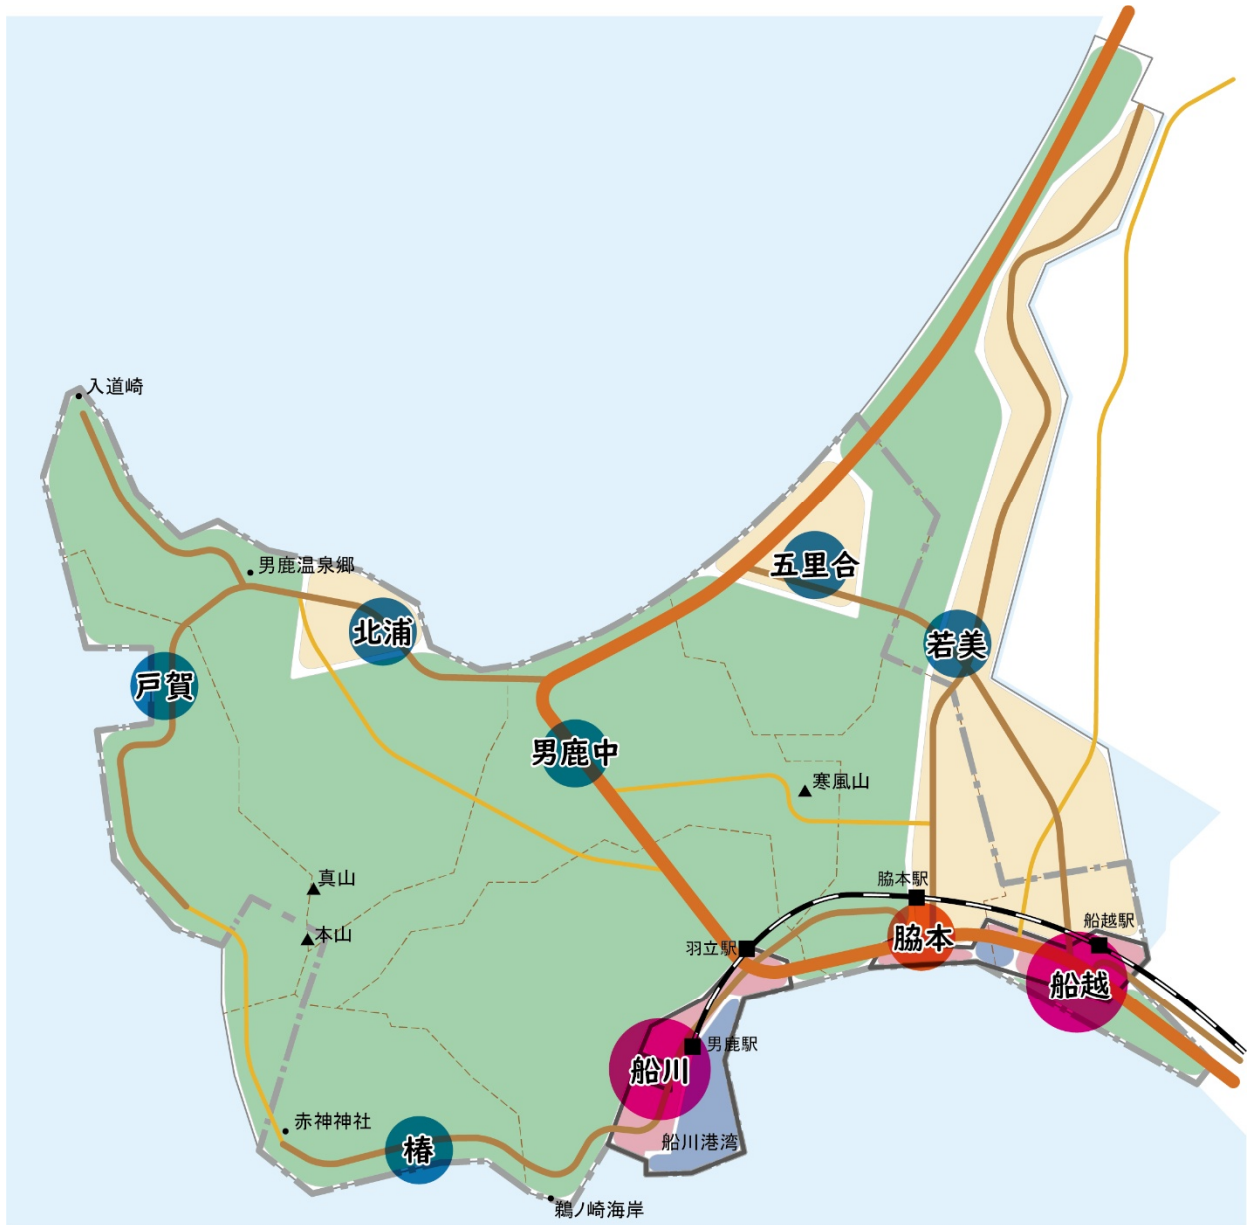 入道崎
男鹿温泉郷
五里合
北浦
若美
戸賀
男鹿中
寒風山
真山
脇本駅
船越駅
本山
脇本
羽立駅
船越
男鹿駅
船川
赤神神社
船川港湾
椿
鵜ノ崎海岸